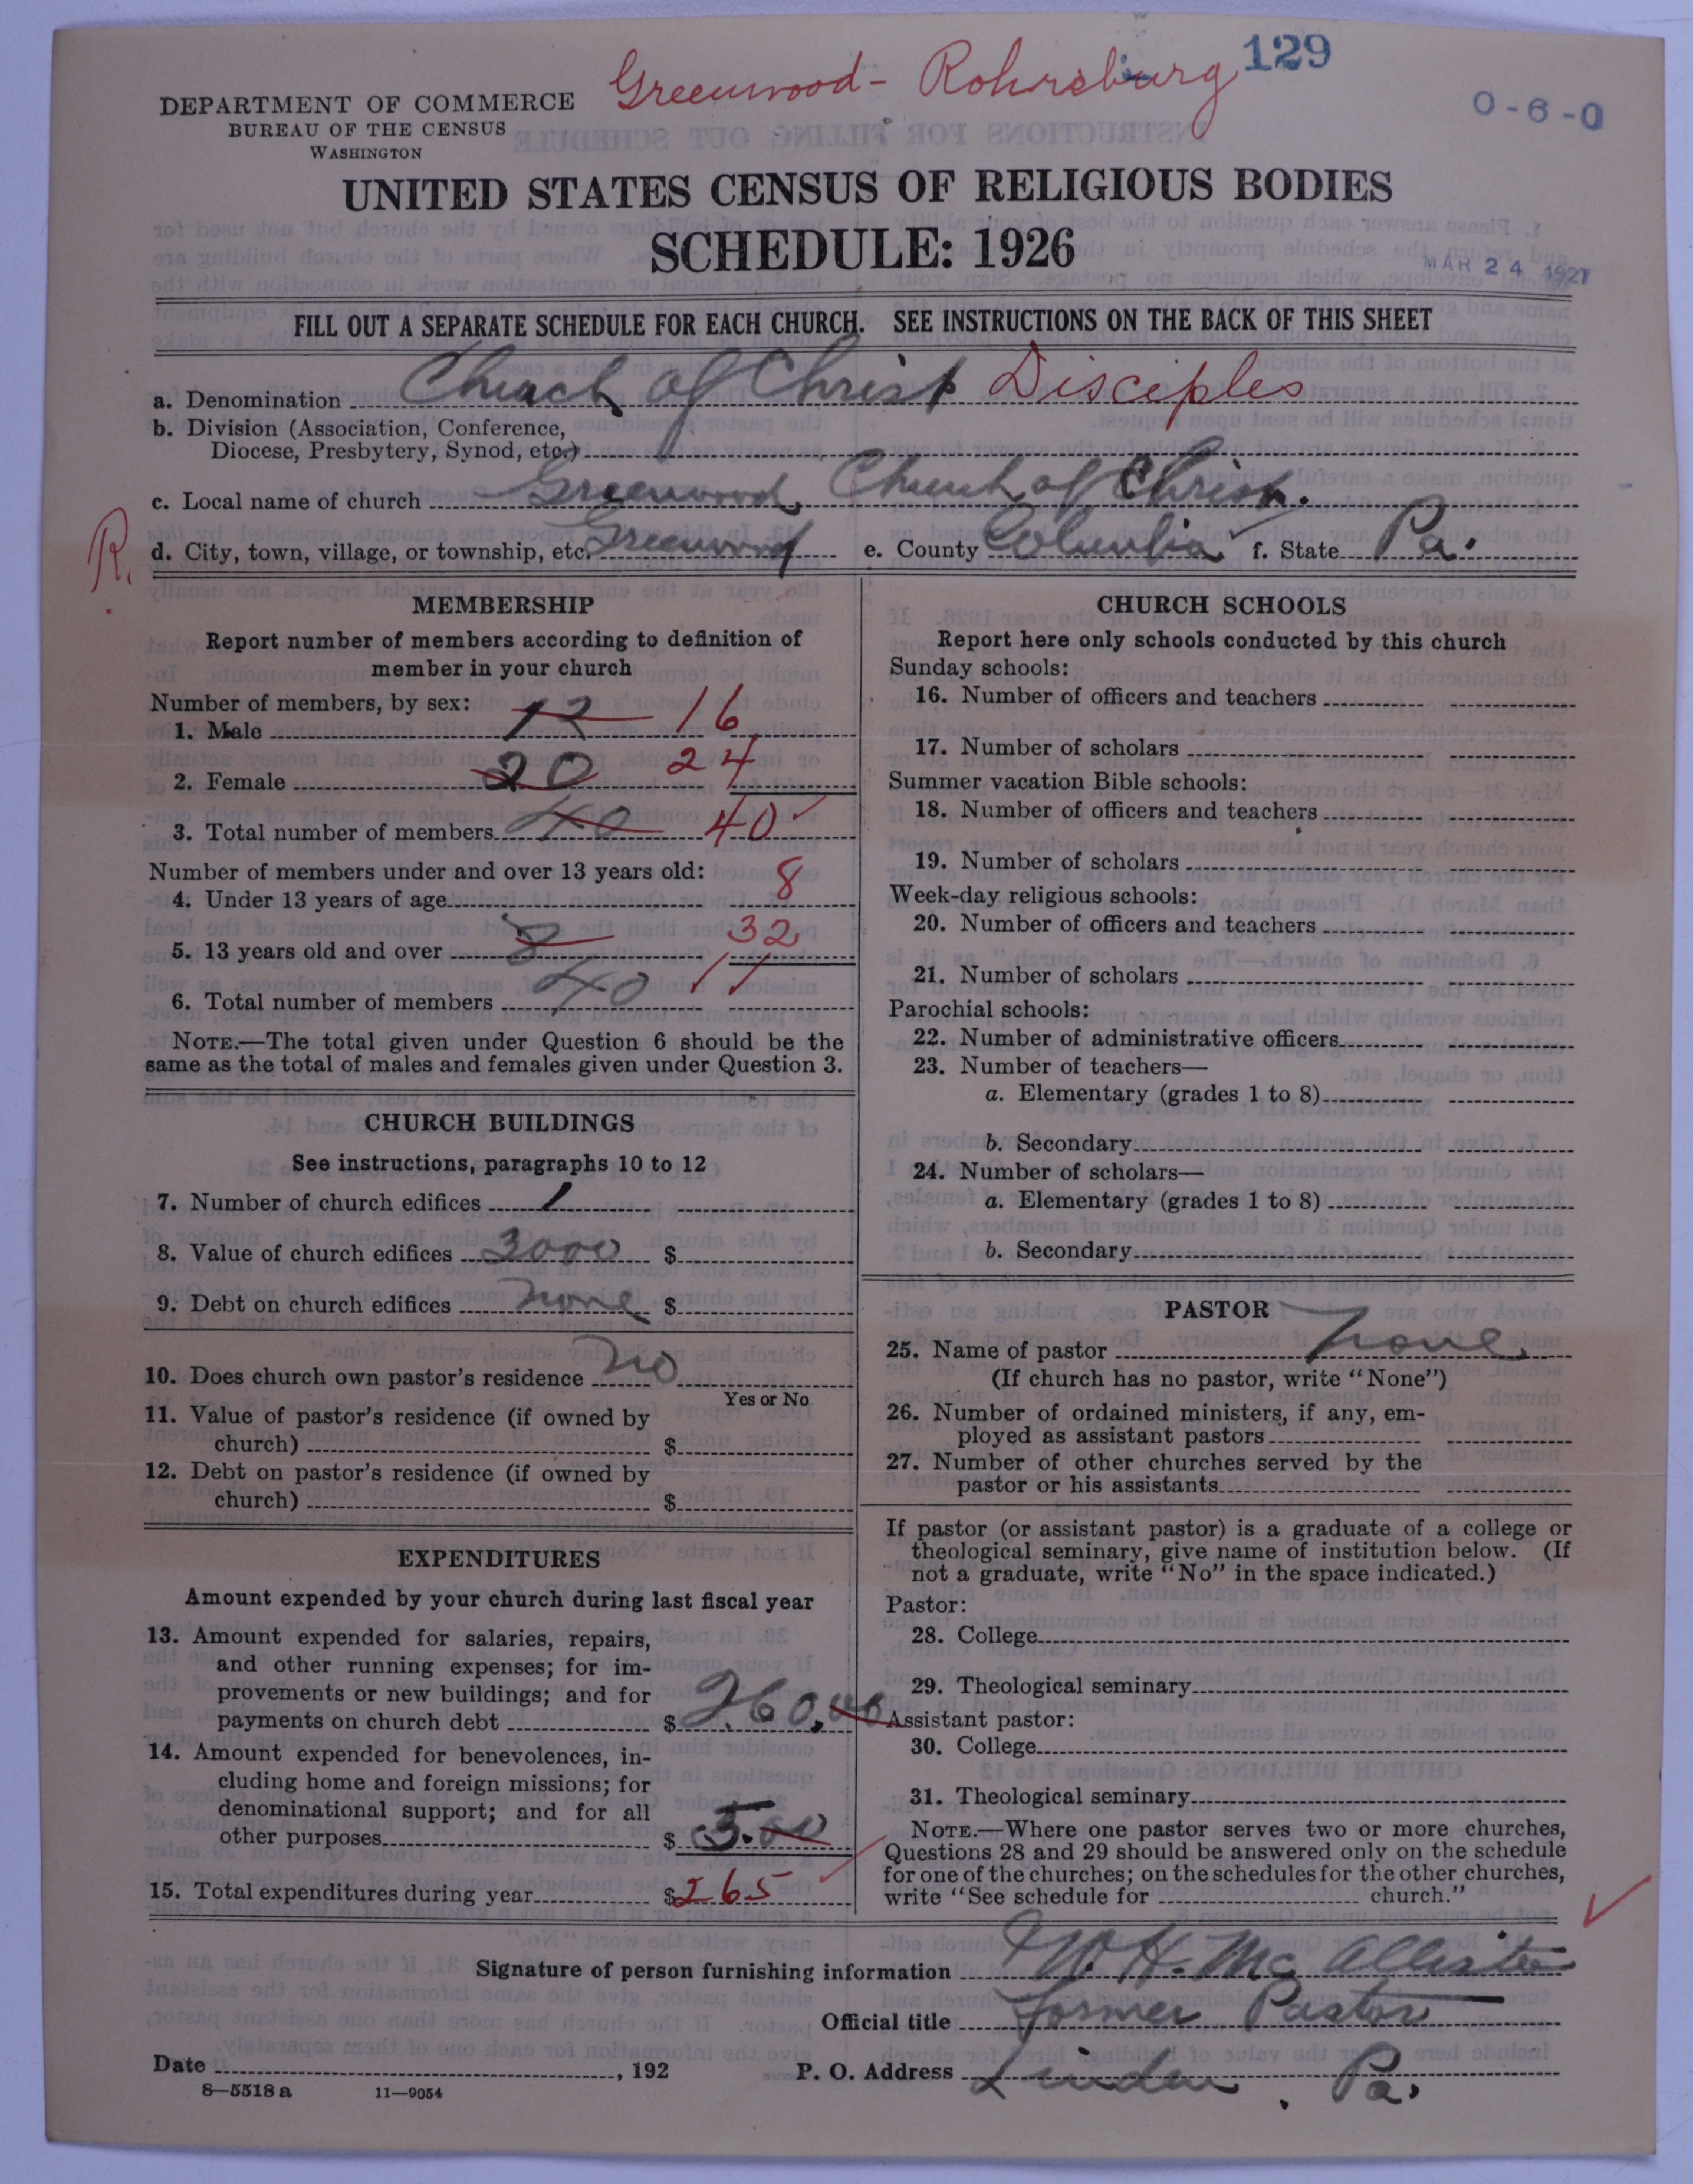 Greenwood - Rohrsburg 129
DEPARTMENT OF COMMERCE
BUREAU OF THE CENSUS
WASHINGTON
0-6-0
UNITED STATES CENSUS OF RELIGIOUS BODIES
SCHEDULE: 1926
MAR 24 1927
FILL OUT A SEPARATE SCHEDULE FOR EACH CHURCH. SEE INSTRUCTIONS ON THE BACK OF THIS SHEET
a. Denomination Church of Christ Disciples
b. Division (Association, Conference,
Diocese, Presbytery, Synod, etc.)
c. Local name of church Greenwood Church of Christ.
R. d. City, town, village, or township, etc. Greenwood e. County Columbia f. State Pa.
MEMBERSHIP
Report number of members according to definition of
member in your church
Number of members, by sex:
1. Male 12 16
2. Female 20 24
3. Total number of members 40 40
Number of members under and over 13 years old:
4. Under 13 years of age 8
5. 13 years old and over 8 32
6. Total number of members 40
NOTE.—The total given under Question 6 should be the
same as the total of males and females given under Question 3.
CHURCH BUILDINGS
See instructions, paragraphs 10 to 12
7. Number of church edifices 1
8. Value of church edifices 3000 $
9. Debt on church edifices none $
10. Does church own pastor's residence no
Yes or No
11. Value of pastor's residence (if owned by
church) $
12. Debt on pastor's residence (if owned by
church) $
EXPENDITURES
Amount expended by your church during last fiscal year
13. Amount expended for salaries, repairs,
and other running expenses; for im-
provements or new buildings; and for
payments on church debt $ 260.00
14. Amount expended for benevolences, in-
cluding home and foreign missions; for
denominational support; and for all
other purposes $ 5.00
15. Total expenditures during year $ 265
CHURCH SCHOOLS
Report here only schools conducted by this church
Sunday schools:
16. Number of officers and teachers
17. Number of scholars
Summer vacation Bible schools:
18. Number of officers and teachers
19. Number of scholars
Week-day religious schools:
20. Number of officers and teachers
21. Number of scholars
Parochial schools:
22. Number of administrative officers
23. Number of teachers—
a. Elementary (grades 1 to 8)
b. Secondary
24. Number of scholars—
a. Elementary (grades 1 to 8)
b. Secondary
PASTOR
25. Name of pastor none
(If church has no pastor, write "None")
26. Number of ordained ministers, if any, em-
ployed as assistant pastors
27. Number of other churches served by the
pastor or his assistants
If pastor (or assistant pastor) is a graduate of a college or
theological seminary, give name of institution below. (If
not a graduate, write "No" in the space indicated.)
Pastor:
28. College
29. Theological seminary
Assistant pastor:
30. College
31. Theological seminary
NOTE.—Where one pastor serves two or more churches,
Questions 28 and 29 should be answered only on the schedule
for one of the churches; on the schedules for the other churches,
write "See schedule for church."
Signature of person furnishing information W. H. McAllister
Official title former Pastor
Date , 192 P. O. Address Linden, Pa.
8—5518 a 11—9054